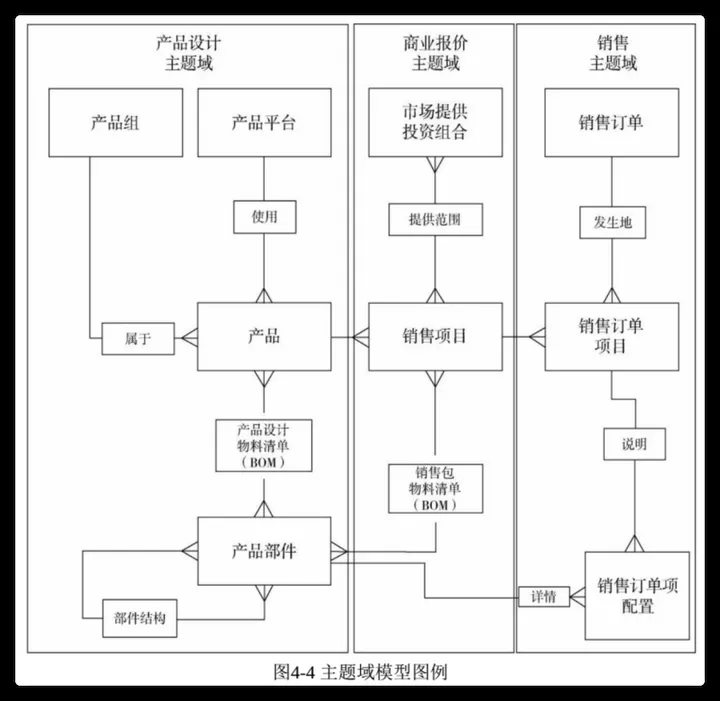 产品设计
主题域
商业报价
主题域
销售
主题域
产品组
产品平台
市场提供
投资组合
销售订单
使用
提供范围
发生地
属于
产品
销售项目
销售订单
项目
产品设计
物料清单
（BOM）
说明
销售包
物料清单
（BOM）
产品部件
部件结构
详情
销售订单项
配置
图4-4 主题域模型图例